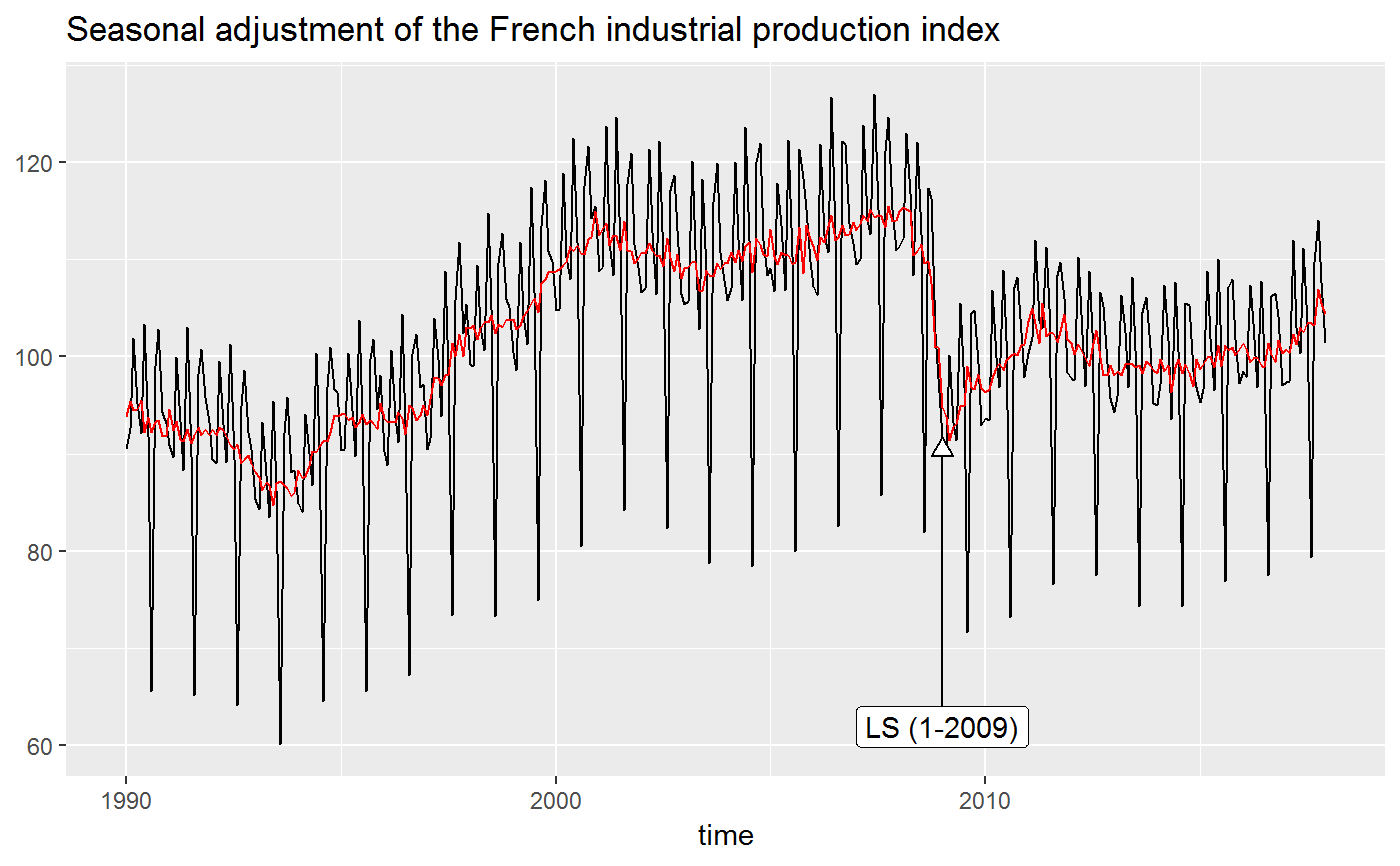 Seasonal adjustment of the French industrial production index
120
100
80
60
LS (1-2009)
1990 2000 2010
time